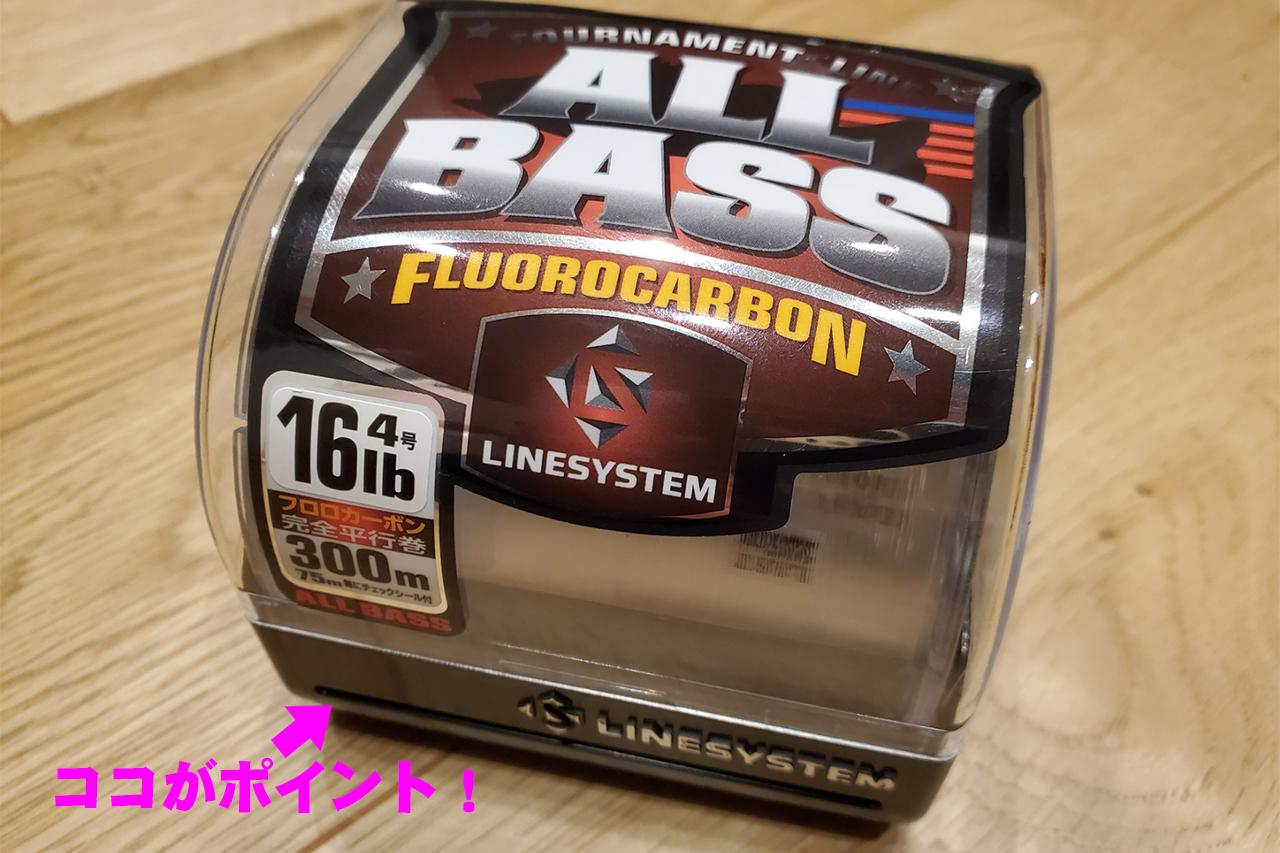 TOURNAMENT LINE
ALL
BASS
FLUOROCARBON
LINESYSTEM
4号
16lb
フロロカーボン
完全平行巻
300m
75m毎にチェックシール付
ALL BASS
LINESYSTEM
ココがポイント！